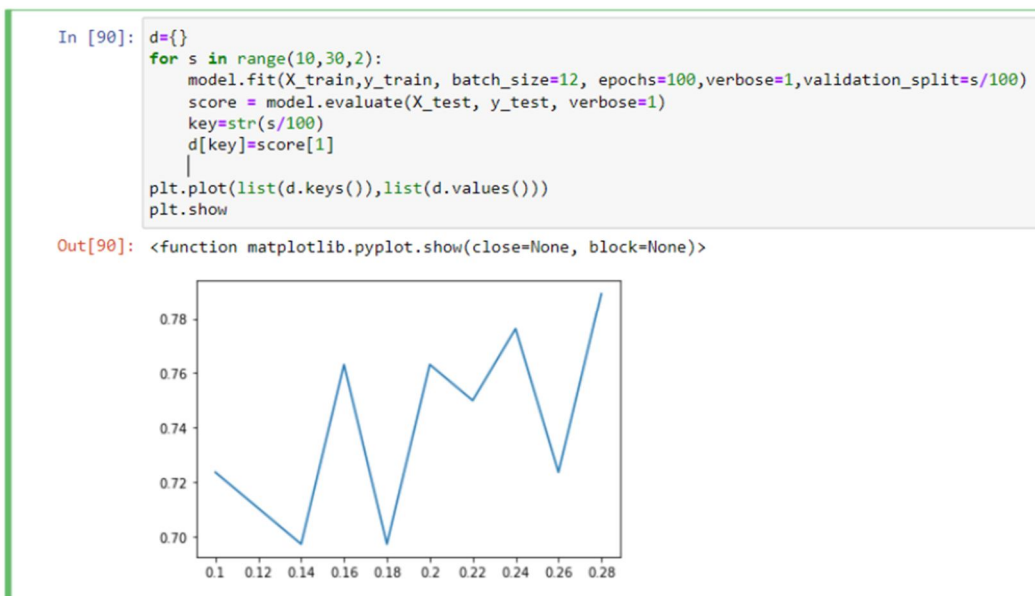 In [90]: d={}
for s in range(10,30,2):
    model.fit(X_train,y_train, batch_size=12, epochs=100,verbose=1,validation_split=s/100)
    score = model.evaluate(X_test, y_test, verbose=1)
    key=str(s/100)
    d[key]=score[1]
plt.plot(list(d.keys()),list(d.values()))
plt.show
Out[90]: <function matplotlib.pyplot.show(close=None, block=None)>
0.78
0.76
0.74
0.72
0.70
0.1 0.12 0.14 0.16 0.18 0.2 0.22 0.24 0.26 0.28